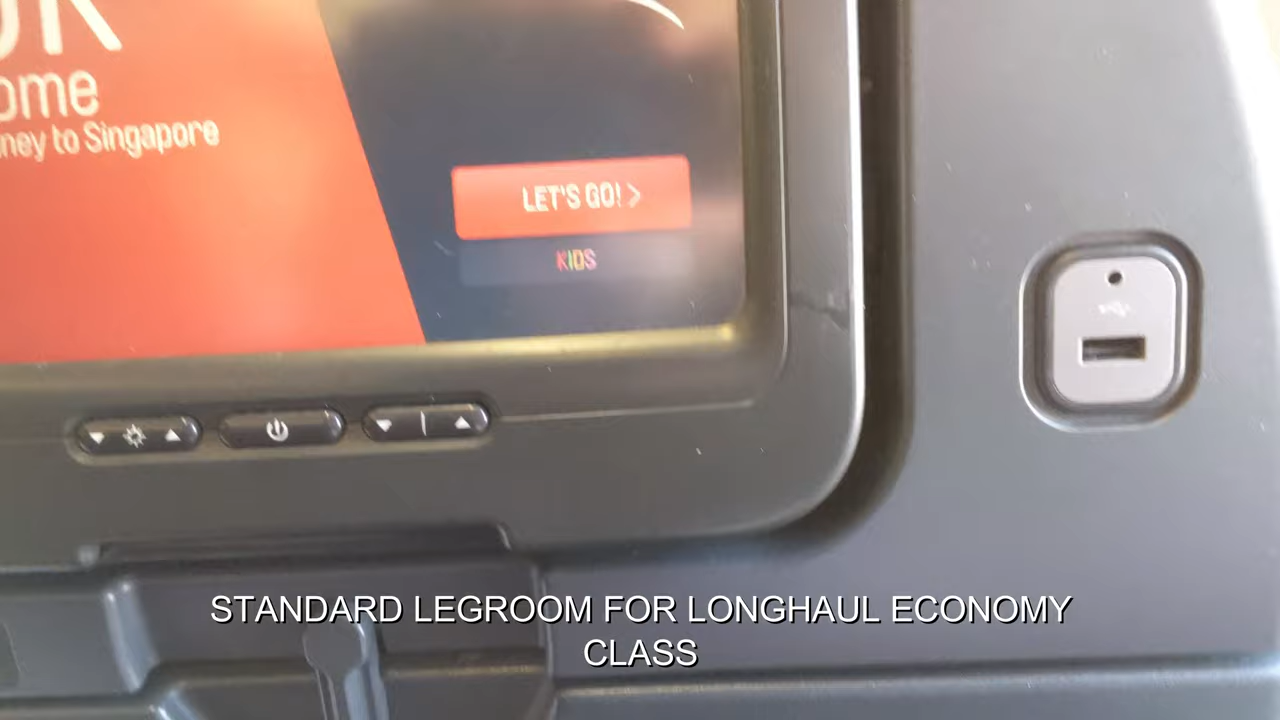 ome
ney to Singapore
LET'S GO! >
KIDS
STANDARD LEGROOM FOR LONGHAUL ECONOMY
CLASS